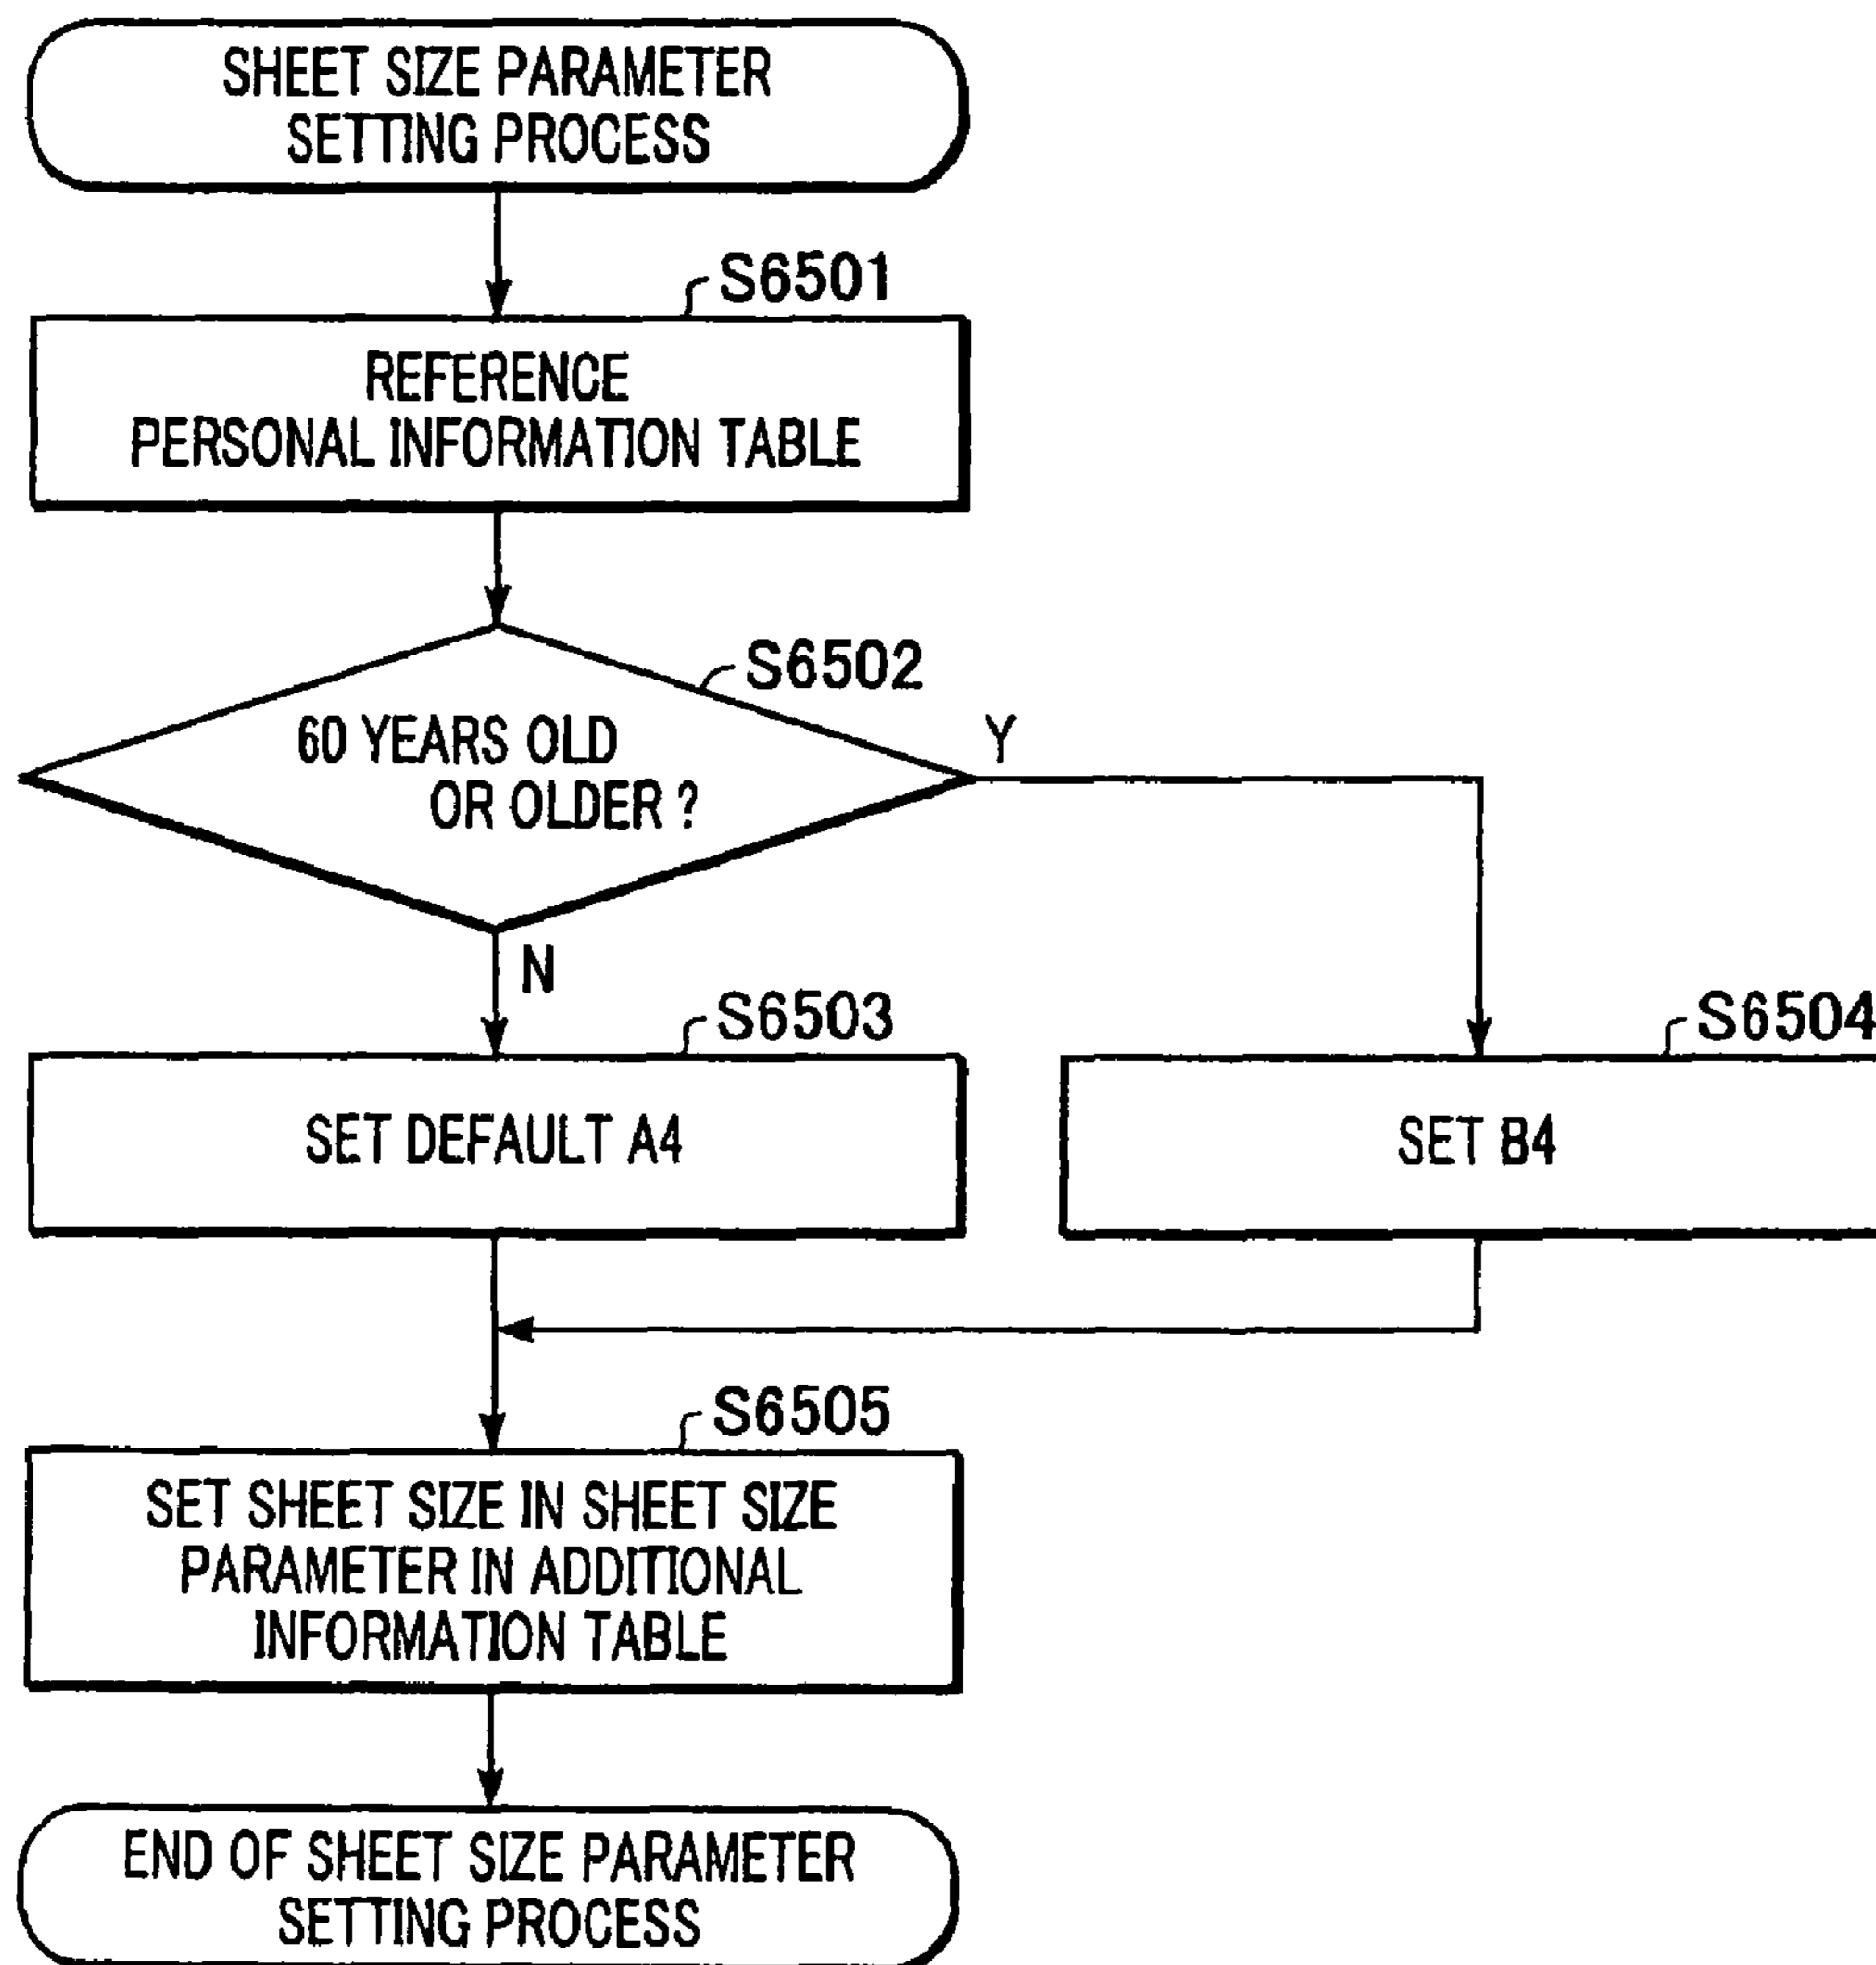 SHEET SIZE PARAMETER
SETTING PROCESS
S6501
REFERENCE
PERSONAL INFORMATION TABLE
S6502
60 YEARS OLD
OR OLDER ?
Y
N
S6503
SET DEFAULT A4
S6504
SET B4
S6505
SET SHEET SIZE IN SHEET SIZE
PARAMETER IN ADDITIONAL
INFORMATION TABLE
END OF SHEET SIZE PARAMETER
SETTING PROCESS